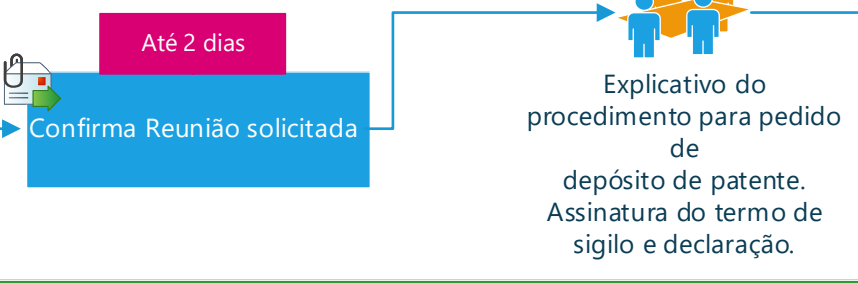 Até 2 dias
Confirma Reunião solicitada
Explicativo do
procedimento para pedido
de
depósito de patente.
Assinatura do termo de
sigilo e declaração.